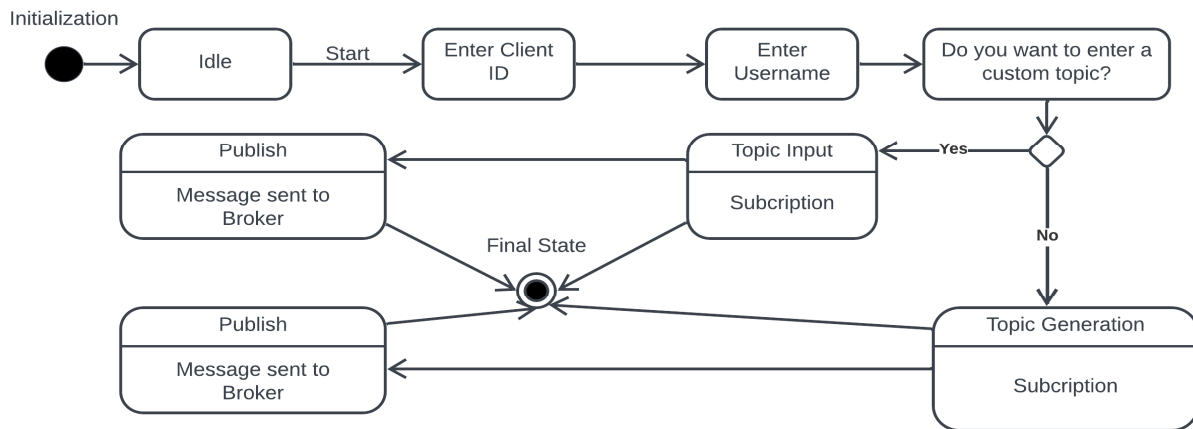 Initialization
Idle
Start
Enter Client
ID
Enter
Username
Do you want to enter a
custom topic?
Publish
Message sent to
Broker
Topic Input
Subcription
Yes
No
Final State
Publish
Message sent to
Broker
Topic Generation
Subcription